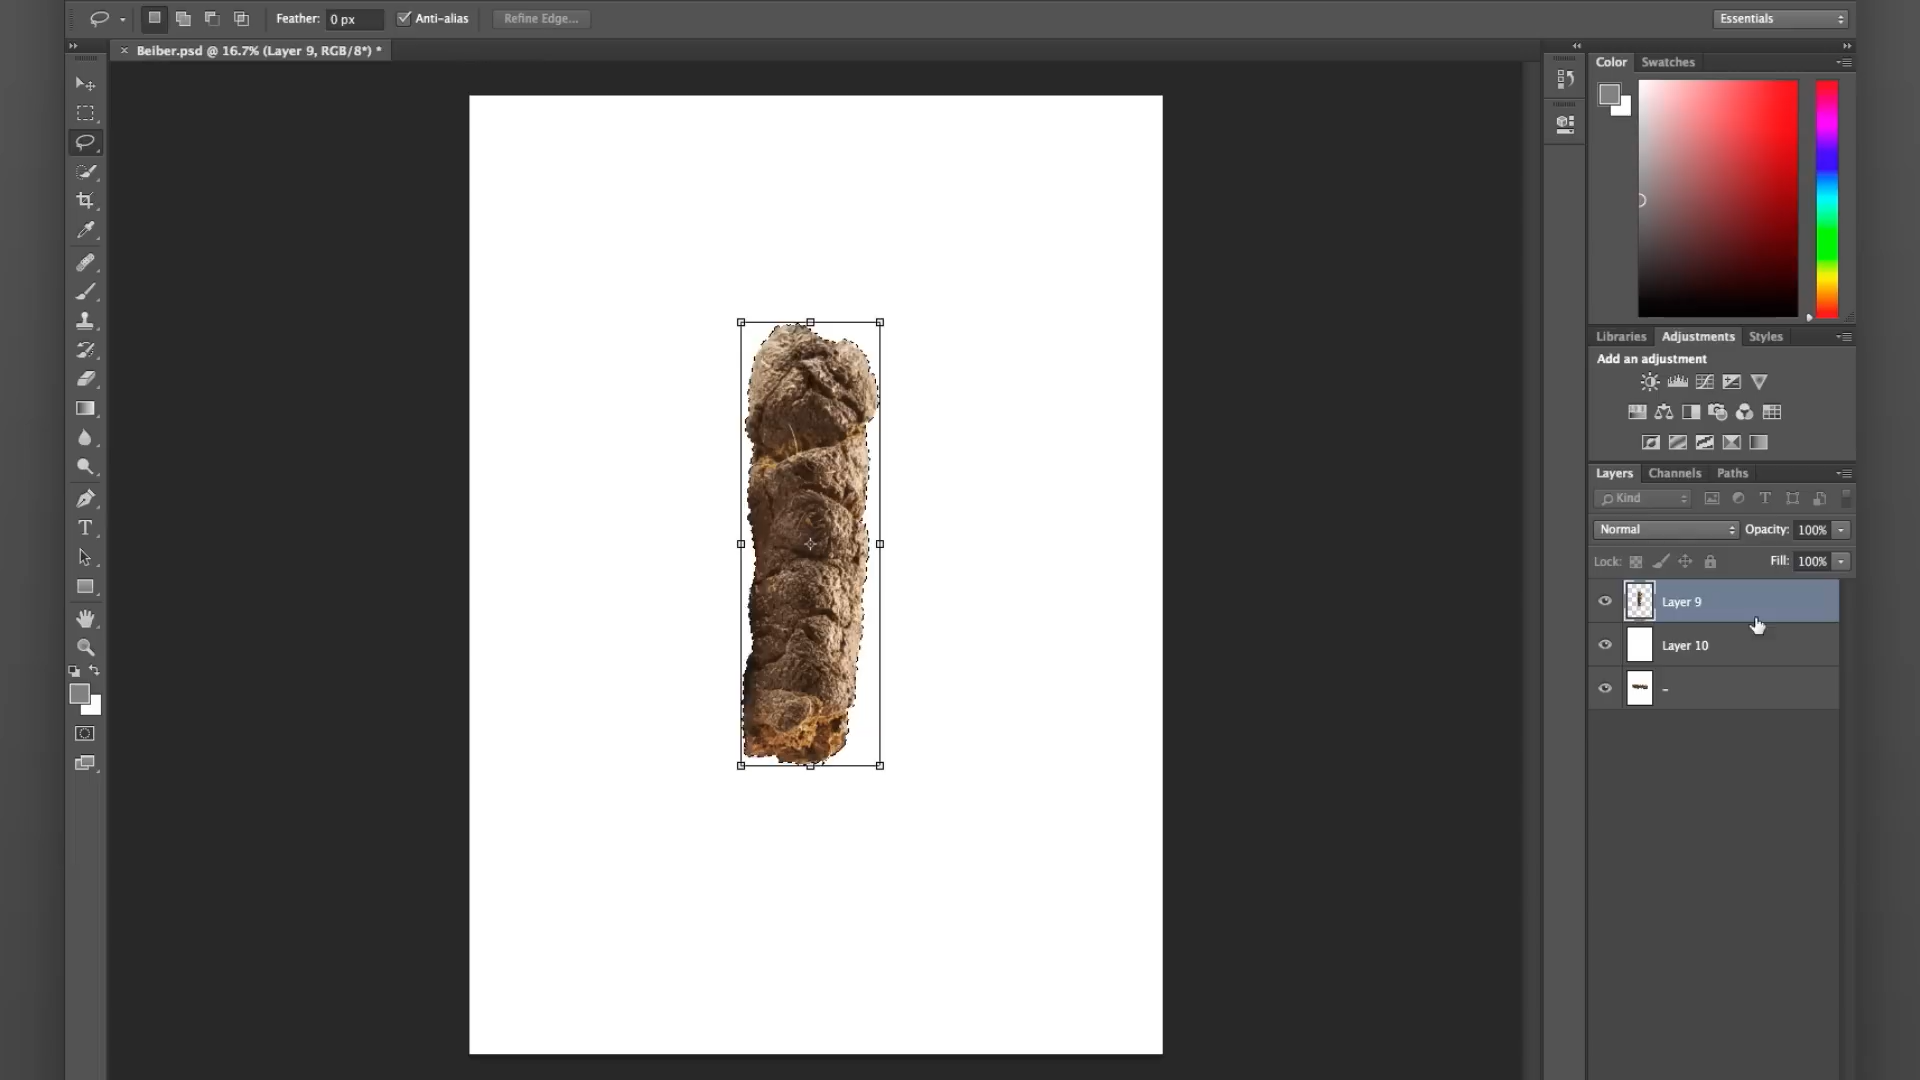 Feather: 0 px Anti-alias Refine Edge... Essentials
× Beiber.psd @ 16.7% (Layer 9, RGB/8*) *
Color Swatches
Libraries Adjustments Styles
Add an adjustment
Layers Channels Paths
Kind T
Normal Opacity: 100%
Lock: Fill: 100%
Layer 9
Layer 10
-
T